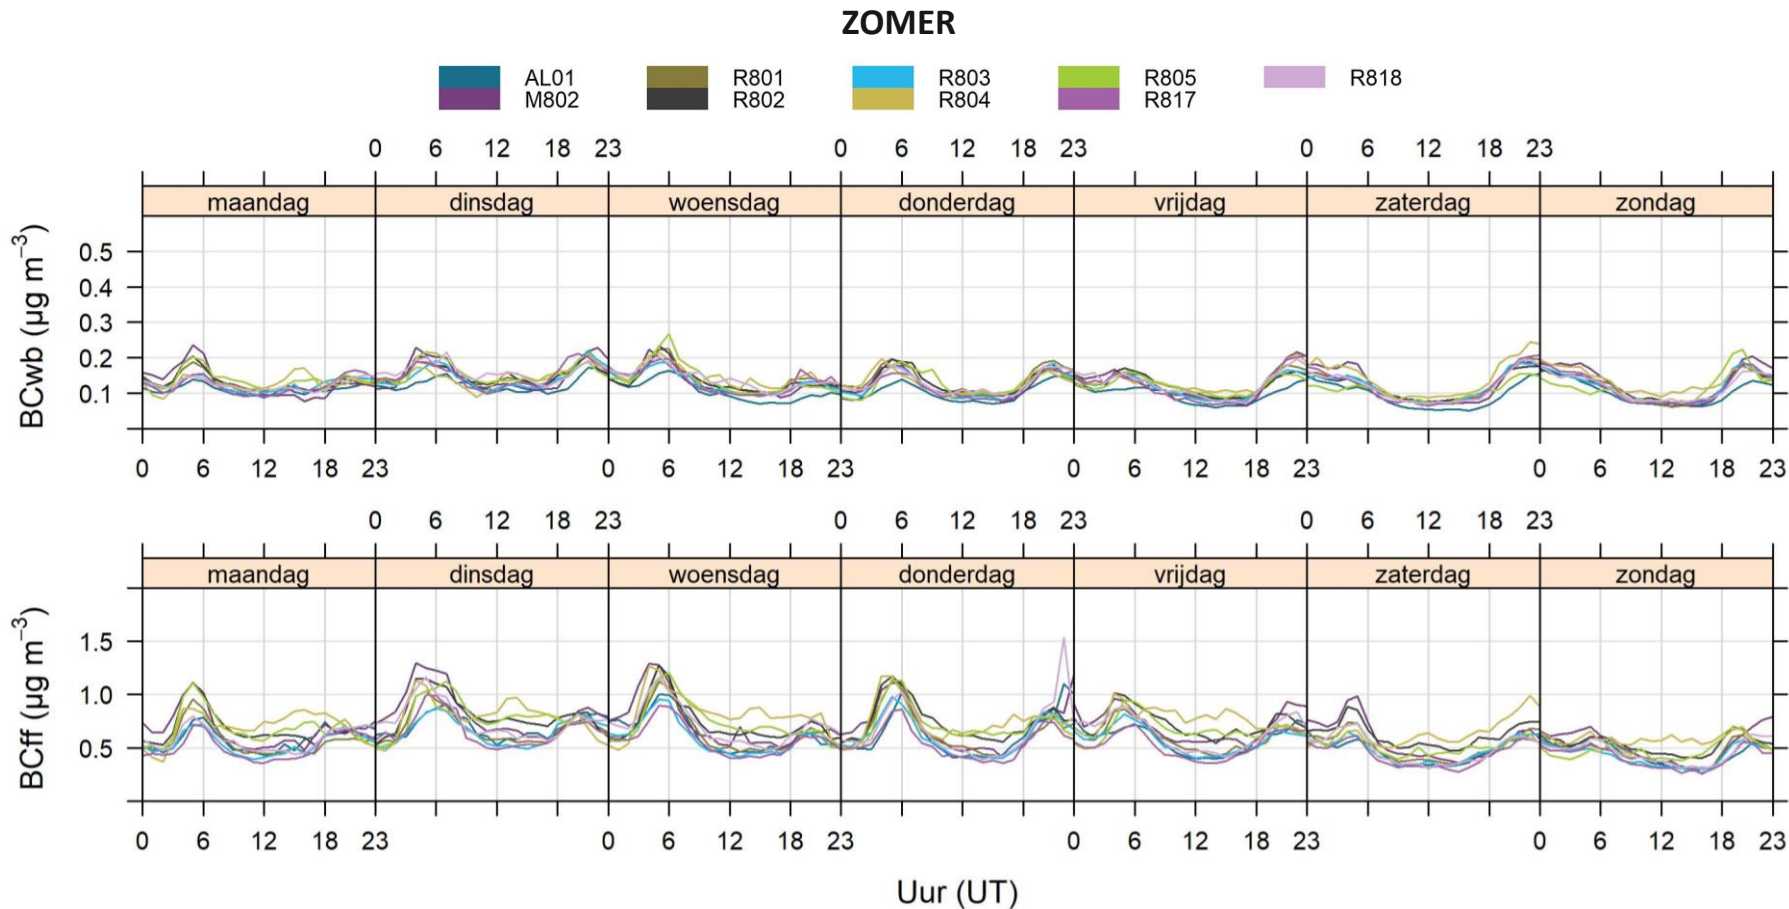 ZOMER
AL01 R801 R803 R805 R818
M802 R802 R804 R817
0 6 12 18 23 0 6 12 18 23 0 6 12 18 23
maandag dinsdag woensdag donderdag vrijdag zaterdag zondag
BCwb (µg m⁻³)
0.5
0.4
0.3
0.2
0.1
0 6 12 18 23 0 6 12 18 23 0 6 12 18 23 0 6 12 18 23
0 6 12 18 23 0 6 12 18 23 0 6 12 18 23
maandag dinsdag woensdag donderdag vrijdag zaterdag zondag
BCff (µg m⁻³)
1.5
1.0
0.5
0 6 12 18 23 0 6 12 18 23 0 6 12 18 23 0 6 12 18 23
Uur (UT)